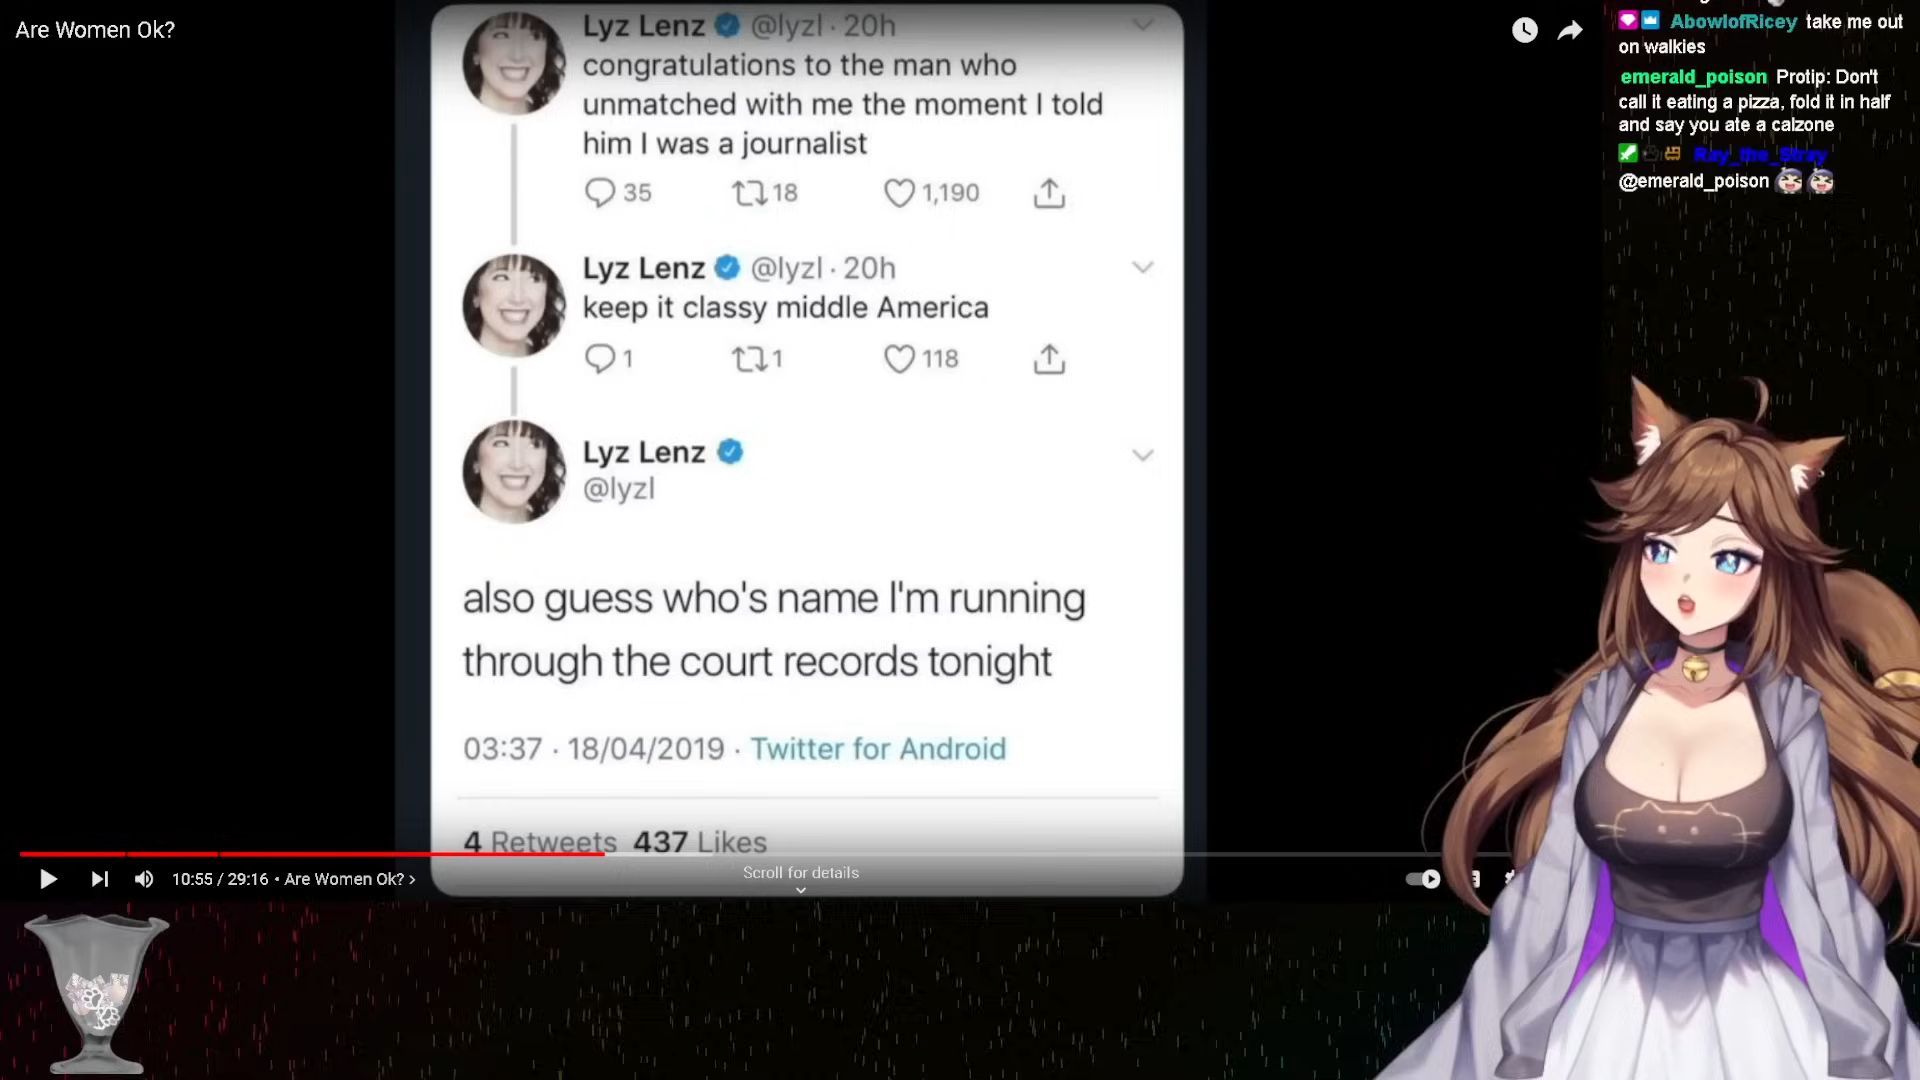 Are Women Ok?
Lyz Lenz @lyzl · 20h
congratulations to the man who
unmatched with me the moment I told
him I was a journalist
35 18 1,190
Lyz Lenz @lyzl · 20h
keep it classy middle America
1 1 118
Lyz Lenz
@lyzl
also guess who's name I'm running
through the court records tonight
03:37 · 18/04/2019 · Twitter for Android
4 Retweets 437 Likes
10:55 / 29:16 • Are Women Ok? ›
Scroll for details
AbowlofRicey take me out
on walkies
emerald_poison Protip: Don't
call it eating a pizza, fold it in half
and say you ate a calzone
Ray_the_Stray
@emerald_poison